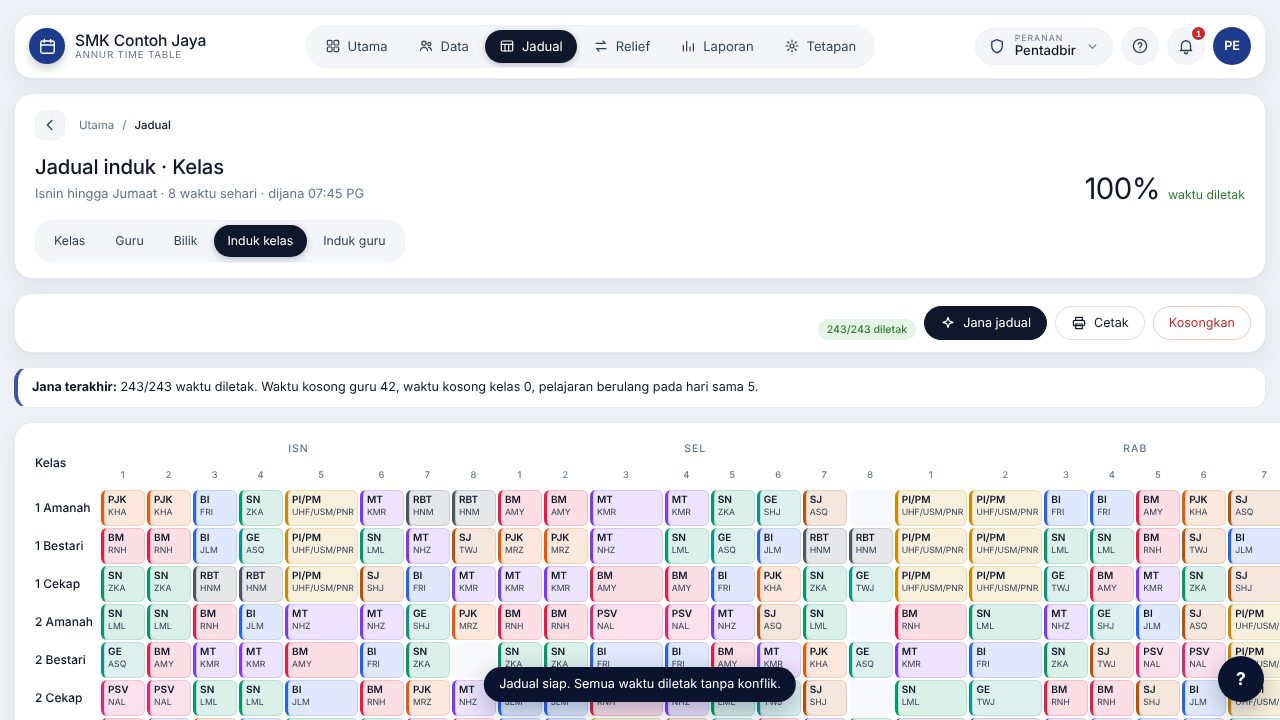 SMK Contoh Jaya
ANNUR TIME TABLE
Utama Data Jadual Relief Laporan Tetapan
PERANAN
Pentadbir
1
PE
Utama / Jadual
Jadual induk · Kelas
Isnin hingga Jumaat · 8 waktu sehari · dijana 07:45 PG
100% waktu diletak
Kelas Guru Bilik Induk kelas Induk guru
243/243 diletak Jana jadual Cetak Kosongkan
Jana terakhir: 243/243 waktu diletak. Waktu kosong guru 42, waktu kosong kelas 0, pelajaran berulang pada hari sama 5.
Kelas ISN SEL RAB
1 2 3 4 5 6 7 8 1 2 3 4 5 6 7 8 1 2 3 4 5 6 7
1 Amanah
PJK PJK BI SN PI/PM MT RBT RBT BM BM MT MT SN GE SJ PI/PM PI/PM BI BI BM PJK SJ
KHA KHA FRI ZKA UHF/USM/PNR KMR HNM HNM AMY AMY KMR KMR ZKA SHJ ASQ UHF/USM/PNR UHF/USM/PNR FRI FRI AMY KHA ASQ
1 Bestari
BM BM BI GE PI/PM SN MT SJ PJK PJK MT SN GE BI RBT RBT PI/PM PI/PM SN SN BM SJ BI
RNH RNH JLM ASQ UHF/USM/PNR LML NHZ TWJ MRZ MRZ NHZ LML ASQ JLM HNM HNM UHF/USM/PNR UHF/USM/PNR LML LML RNH TWJ JLM
1 Cekap
SN SN RBT RBT PI/PM SJ BI MT MT MT BM BM BI PJK SN GE PI/PM PI/PM GE BM MT SN SJ
ZKA ZKA HNM HNM UHF/USM/PNR SHJ FRI KMR KMR KMR AMY AMY FRI KHA ZKA TWJ UHF/USM/PNR UHF/USM/PNR TWJ AMY KMR ZKA SHJ
2 Amanah
SN SN BM BI MT MT GE PJK BM BM PSV PSV MT SJ SN BM SN MT GE BI SJ PI/PM
LML LML RNH JLM NHZ NHZ SHJ MRZ RNH RNH NAL NAL NHZ ASQ LML RNH LML NHZ SHJ JLM ASQ UHF/USM/
2 Bestari
GE BM MT MT BM BI SN SN SN BI BI BM MT PJK GE MT BI SN SJ PSV PSV PI/PM
ASQ AMY KMR KMR AMY FRI ZKA ZKA ZKA FRI FRI AMY KMR KHA ASQ KMR FRI ZKA TWJ NAL NAL
2 Cekap
PSV PSV SN SN BI BM PJK MT SJ SN GE BM BM SJ BI
NAL NAL LML LML JLM RNH MRZ NHZ JLM JLM RNH LML TWJ SHJ LML TWJ RNH RNH SHJ JLM UHF/USM/
Jadual siap. Semua waktu diletak tanpa konflik.
?